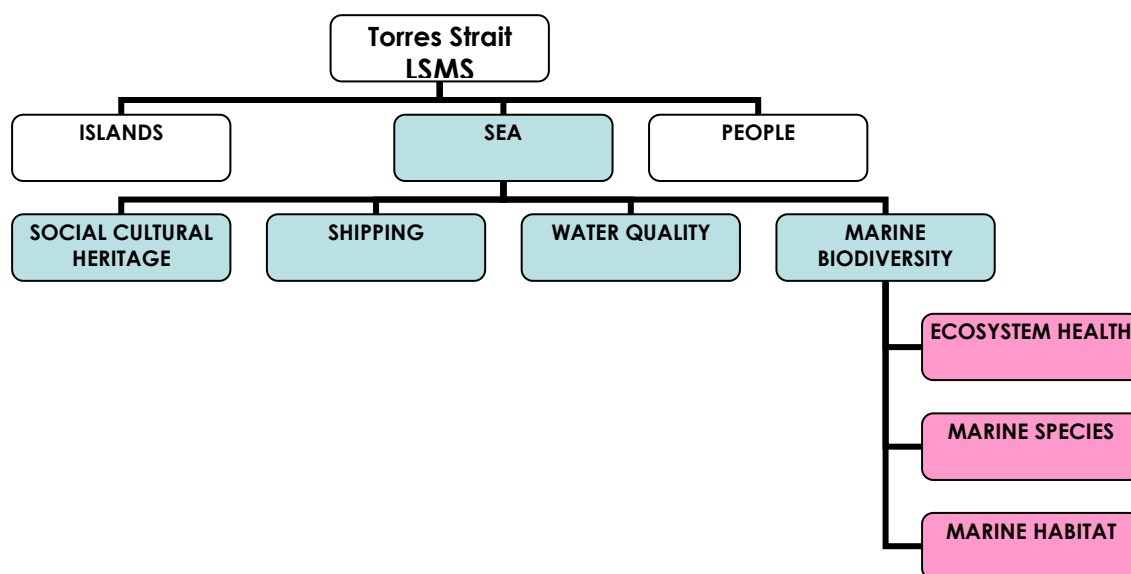 Torres Strait
LSMS
ISLANDS
SEA
PEOPLE
SOCIAL CULTURAL
HERITAGE
SHIPPING
WATER QUALITY
MARINE
BIODIVERSITY
ECOSYSTEM HEALTH
MARINE SPECIES
MARINE HABITAT